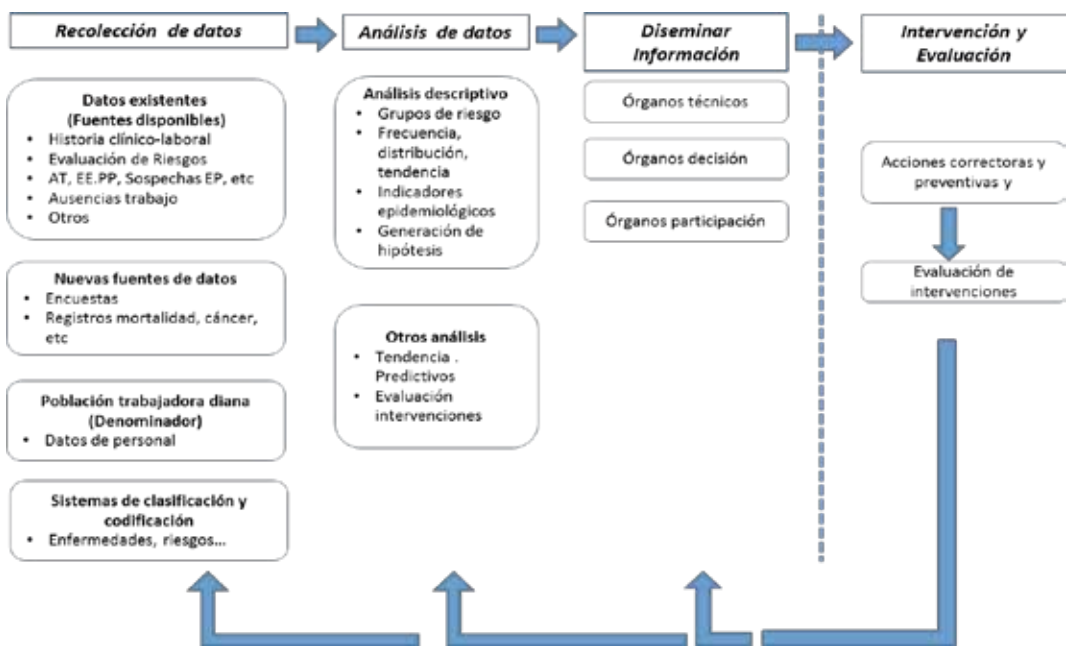 Recolección de datos
Análisis de datos
Diseminar
Información
Intervención y
Evaluación
Datos existentes
(Fuentes disponibles)
• Historia clínico-laboral
• Evaluación de Riesgos
• AT, EE.PP, Sospechas EP, etc
• Ausencias trabajo
• Otros
Nuevas fuentes de datos
• Encuestas
• Registros mortalidad, cáncer,
etc
Población trabajadora diana
(Denominador)
• Datos de personal
Sistemas de clasificación y
codificación
• Enfermedades, riesgos...
Análisis descriptivo
• Grupos de riesgo
• Frecuencia,
distribución,
tendencia
• Indicadores
epidemiológicos
• Generación de
hipótesis
Otros análisis
• Tendencia .
Predictivos
• Evaluación
intervenciones
Órganos técnicos
Órganos decisión
Órganos participación
Acciones correctoras y
preventivas y
Evaluación de
intervenciones